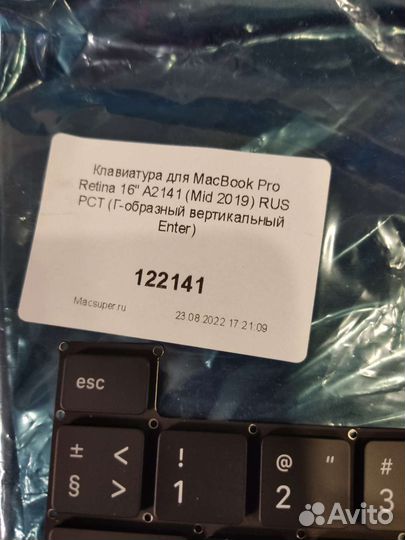 Клавиатура для MacBook Pro
Retina 16" A2141 (Mid 2019) RUS
РСТ (Г-образный вертикальный
Enter)
122141
Macsuper.ru 23.08.2022 17:21:09
esc
± < ! @ " #
§ > 1 2 3
Avito